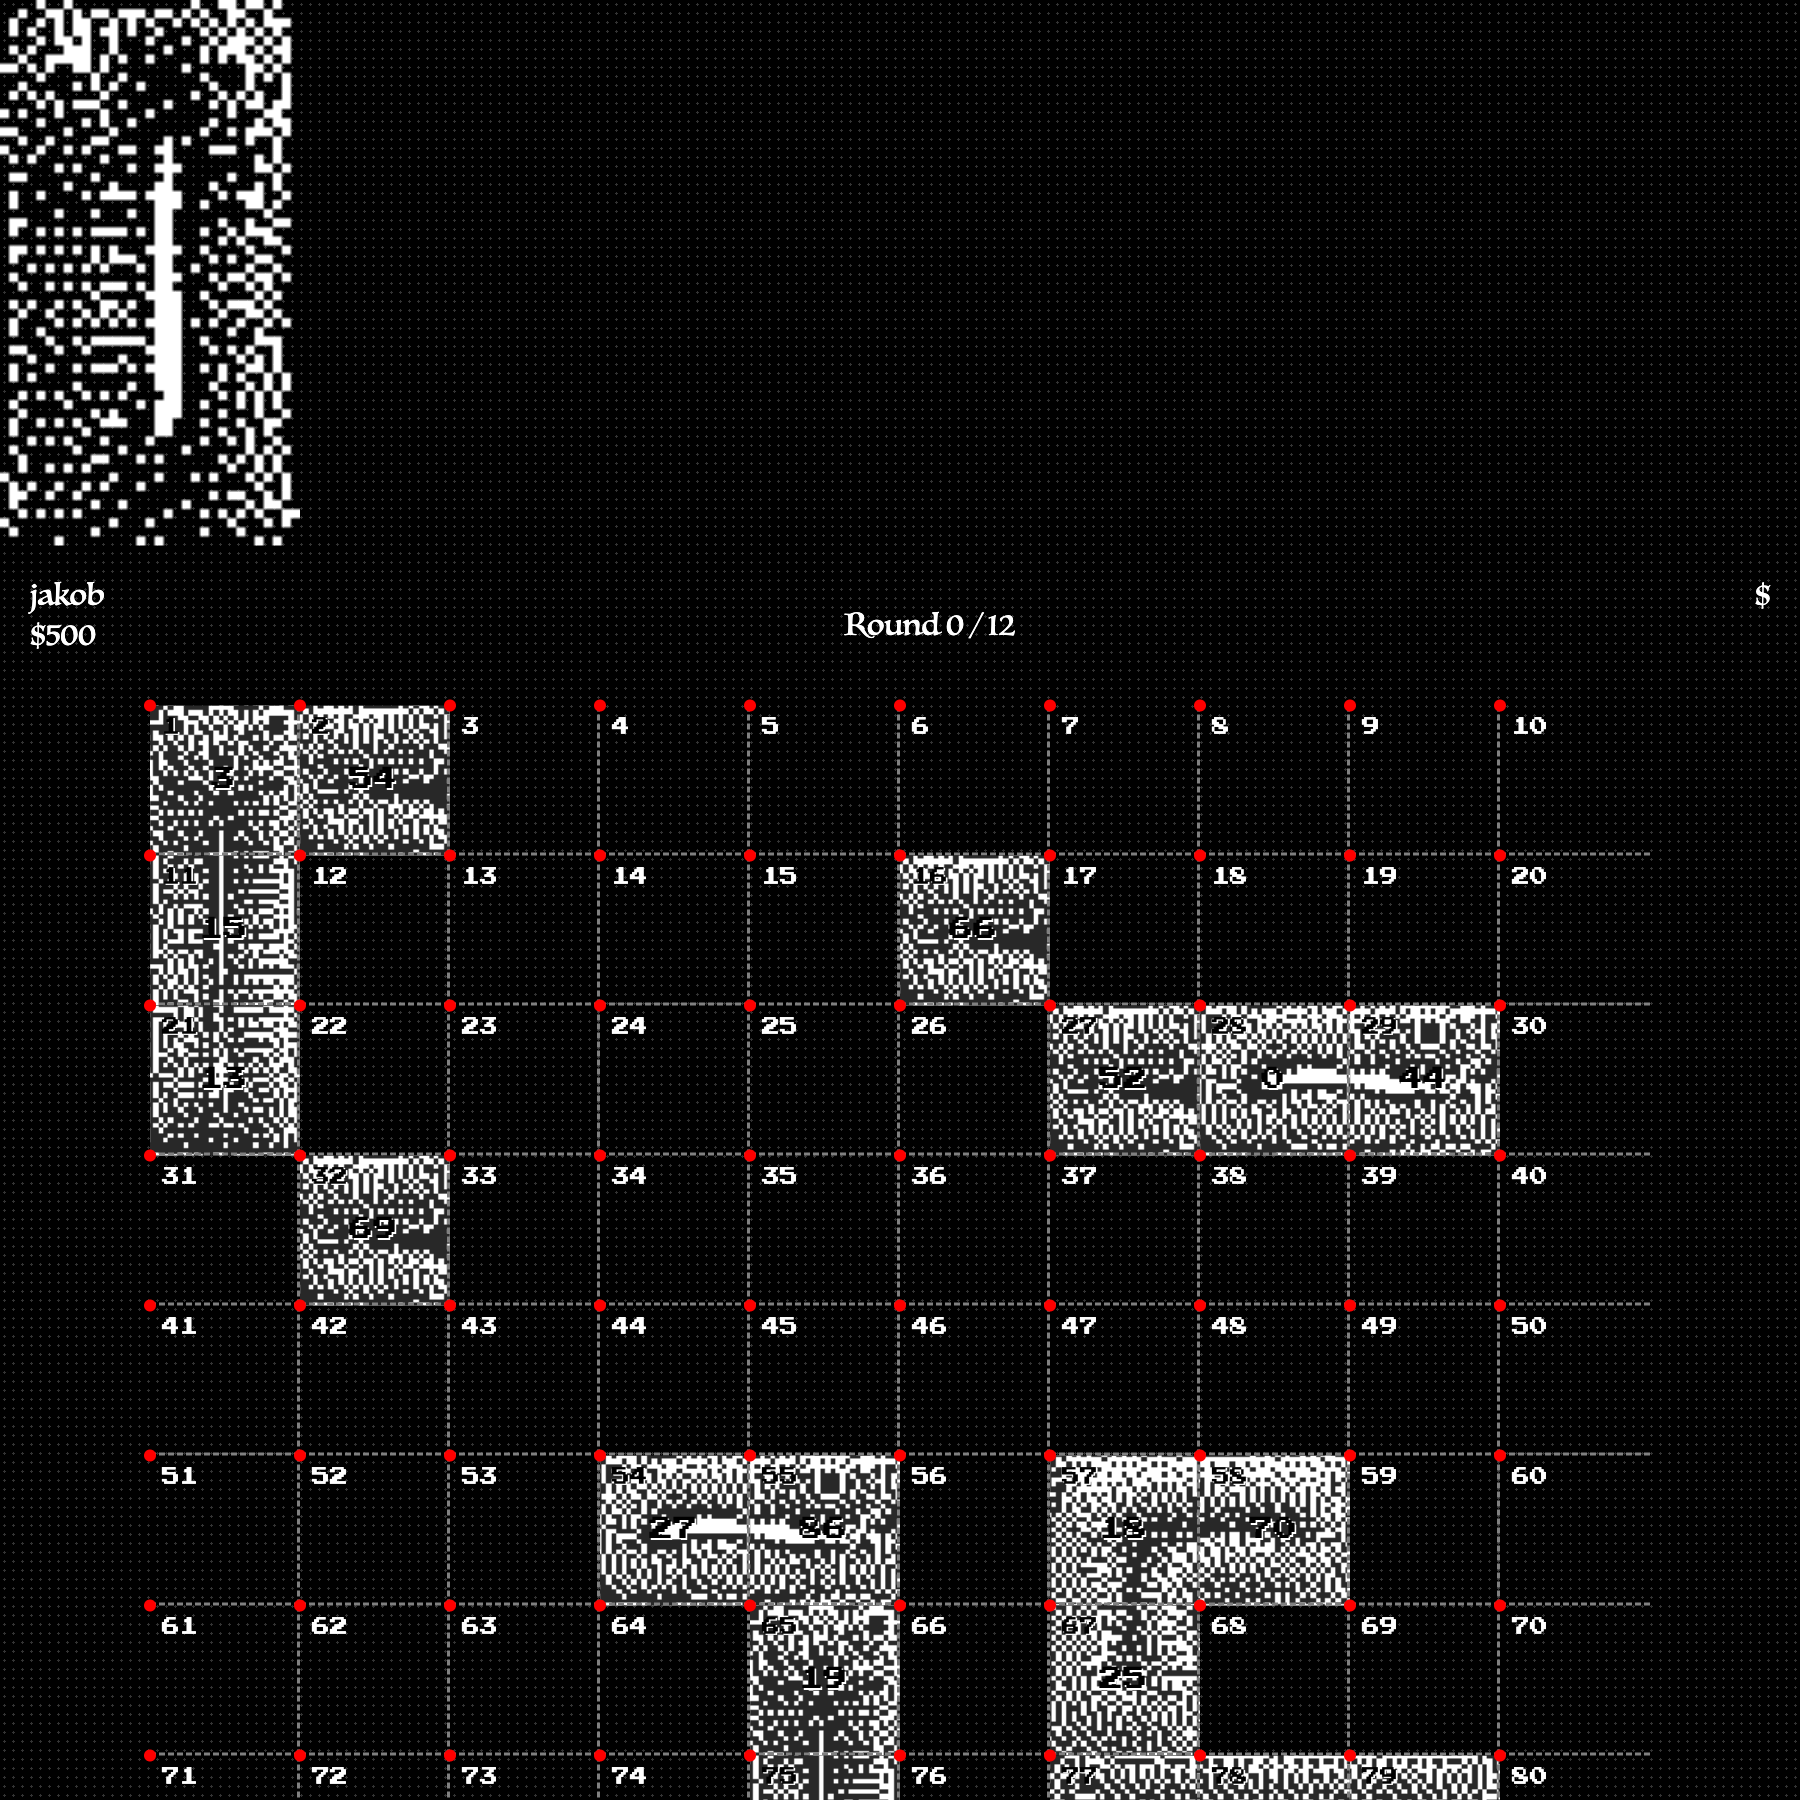 jakob
$
$500
Round 0 / 12
1 2 3 4 5 6 7 8 9 10
3 54
11 12 13 14 15 16 17 18 19 20
15 66
21 22 23 24 25 26 27 28 29 30
13 52 0 44
31 32 33 34 35 36 37 38 39 40
69
41 42 43 44 45 46 47 48 49 50
51 52 53 54 55 56 57 58 59 60
27 86 18 70
61 62 63 64 65 66 67 68 69 70
19 25
71 72 73 74 75 76 77 78 79 80